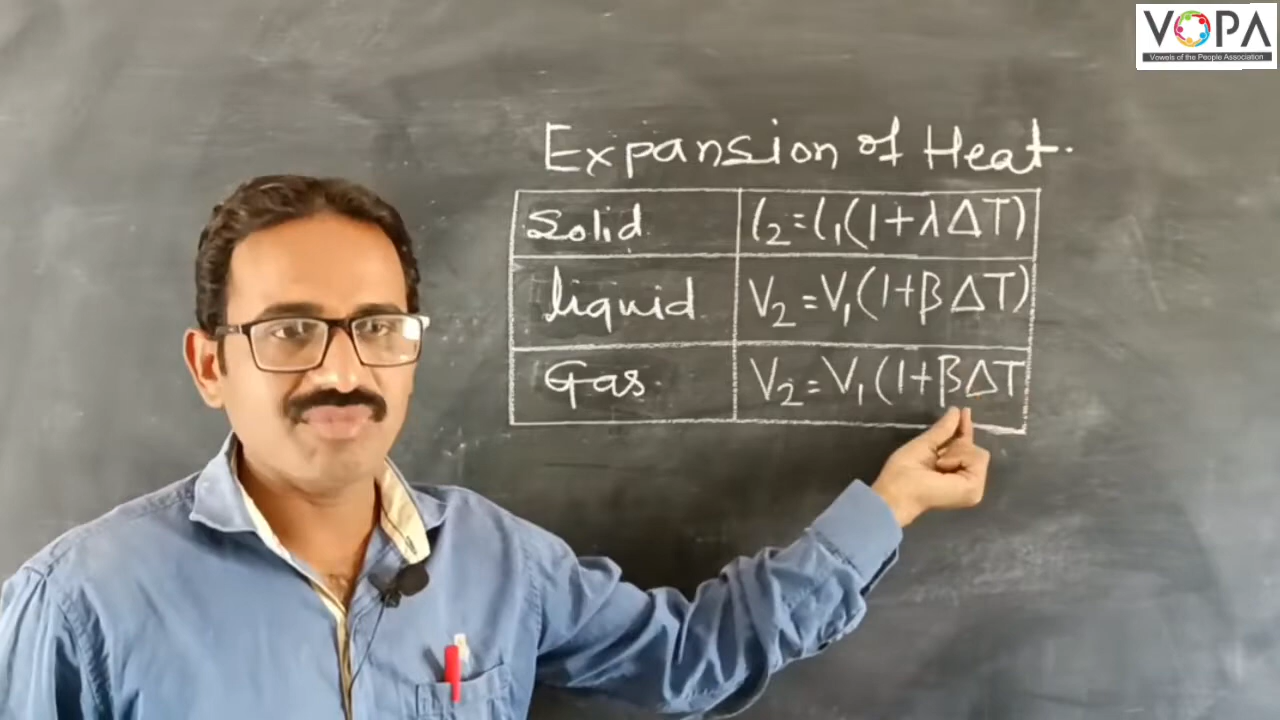 VOPA
Vowels of the People Association
Expansion of Heat.
Solid l₂=l₁(1+λΔT)
liquid V₂=V₁(1+βΔT)
Gas. V₂=V₁(1+βΔT